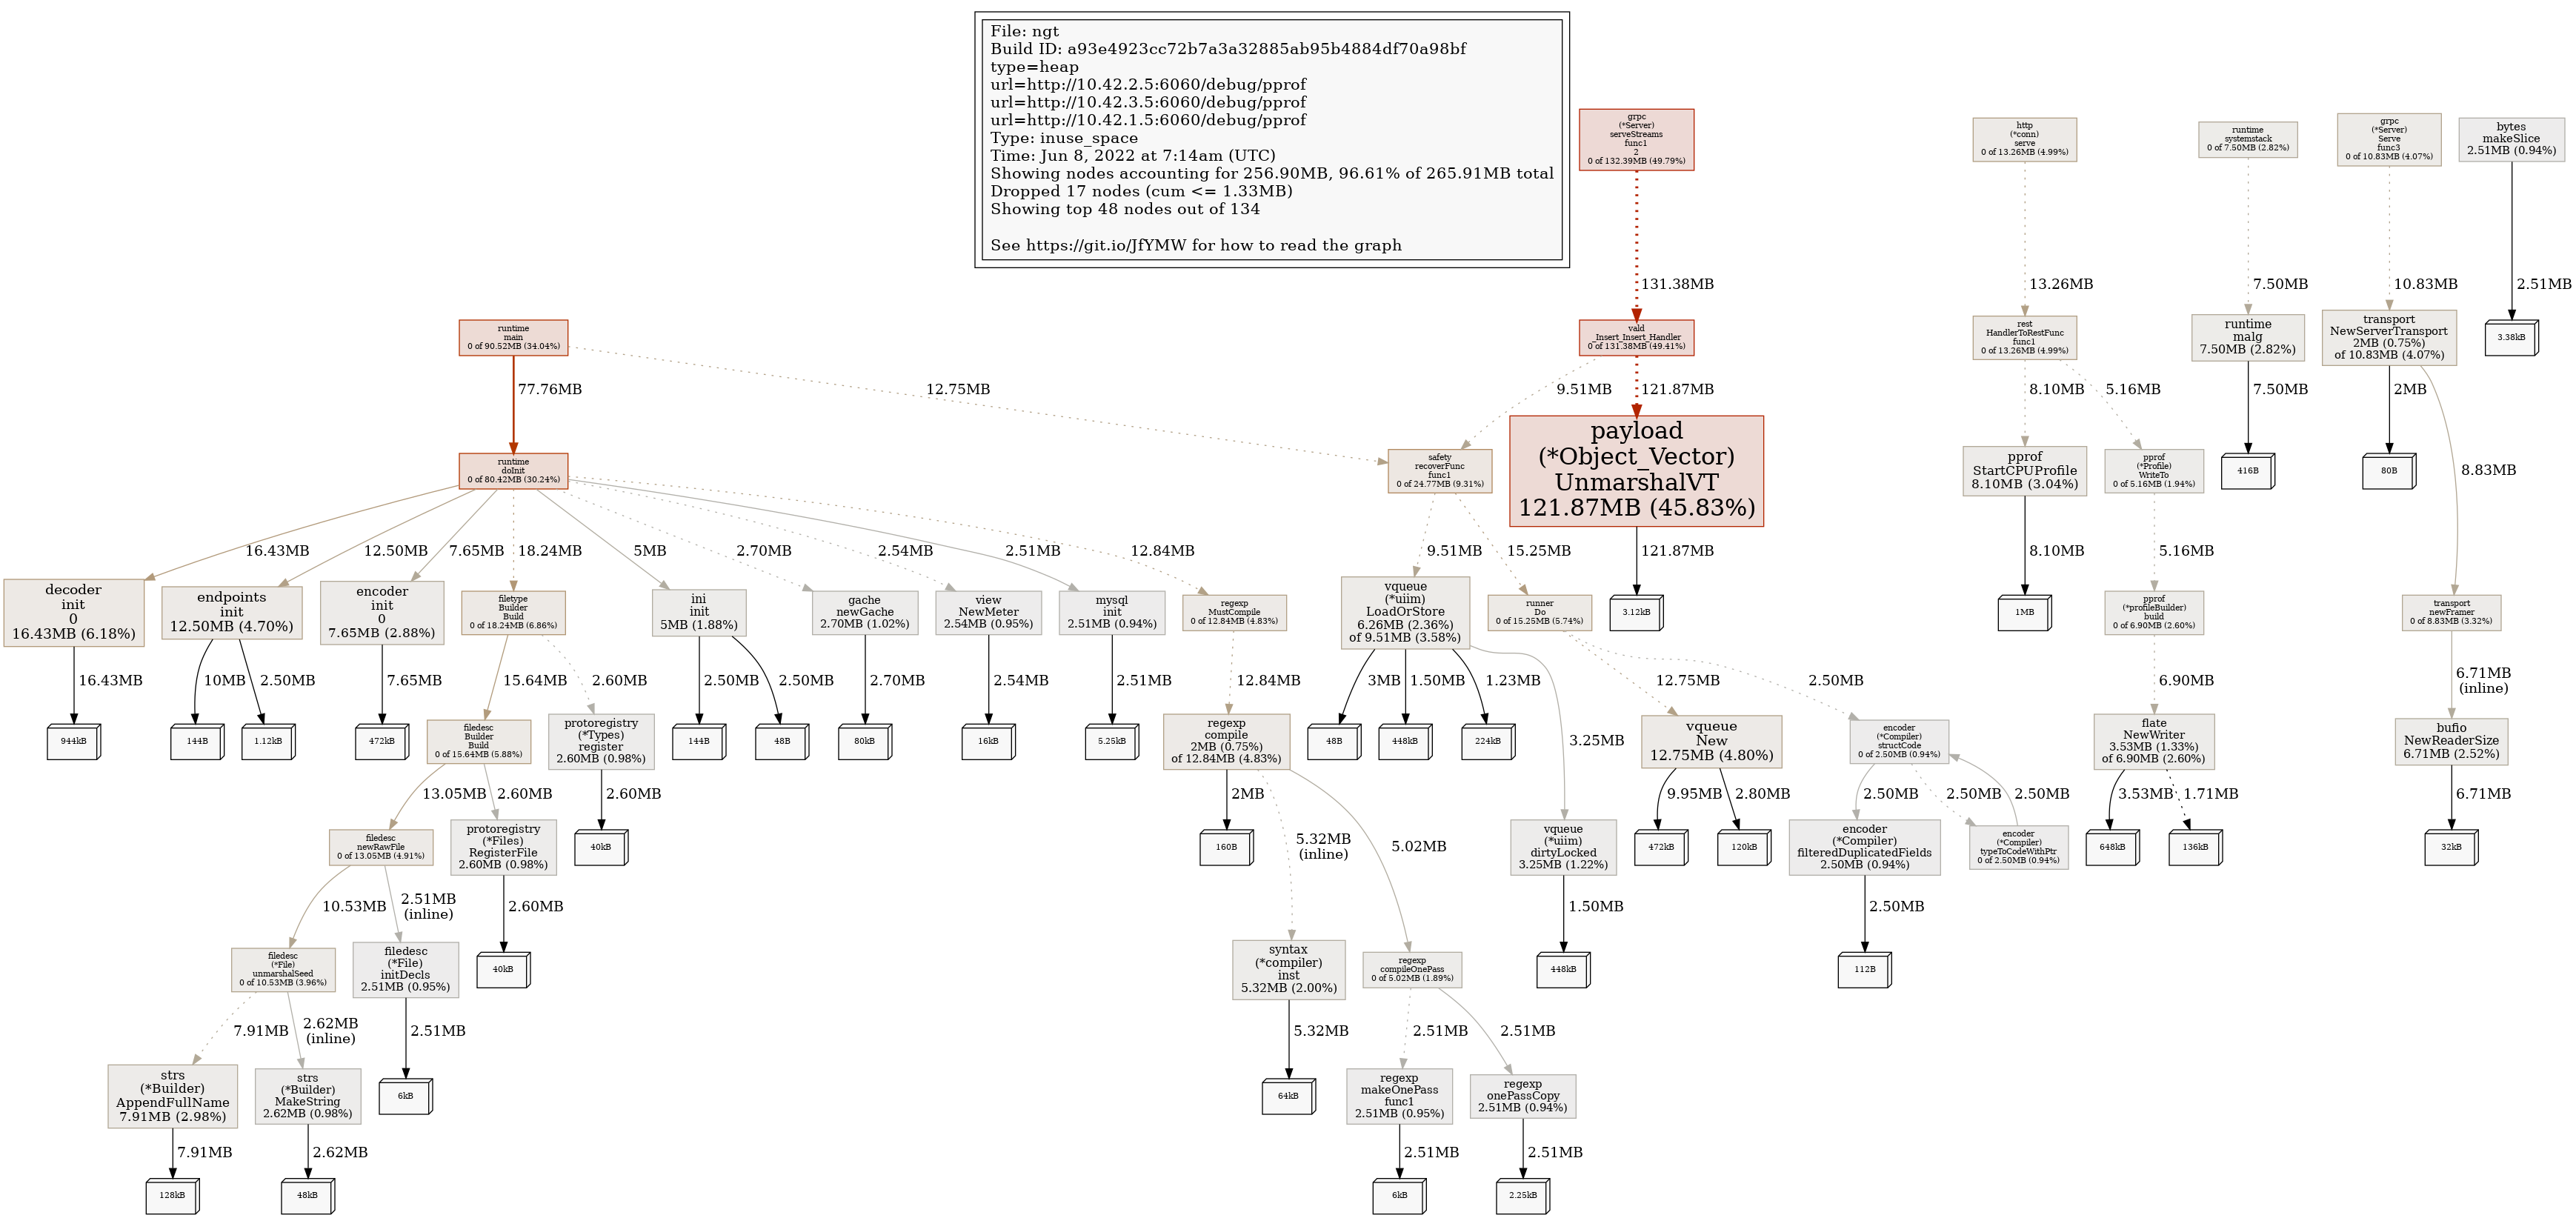 File: ngt
Build ID: a93e4923cc72b7a3a32885ab95b4884df70a98bf
type=heap
url=http://10.42.2.5:6060/debug/pprof
url=http://10.42.3.5:6060/debug/pprof
url=http://10.42.1.5:6060/debug/pprof
Type: inuse_space
Time: Jun 8, 2022 at 7:14am (UTC)
Showing nodes accounting for 256.90MB, 96.61% of 265.91MB total
Dropped 17 nodes (cum <= 1.33MB)
Showing top 48 nodes out of 134
See https://git.io/JfYMW for how to read the graph
grpc
(*Server)
serveStreams
func1
2
0 of 132.39MB (49.79%)
http
(*conn)
serve
0 of 13.26MB (4.99%)
runtime
systemstack
0 of 7.50MB (2.82%)
grpc
(*Server)
Serve
func3
0 of 10.83MB (4.07%)
bytes
makeSlice
2.51MB (0.94%)
131.38MB
13.26MB
7.50MB
10.83MB
2.51MB
runtime
main
0 of 90.52MB (34.04%)
vald
_Insert_Insert_Handler
0 of 131.38MB (49.41%)
rest
HandlerToRestFunc
func1
0 of 13.26MB (4.99%)
runtime
malg
7.50MB (2.82%)
transport
NewServerTransport
2MB (0.75%)
of 10.83MB (4.07%)
3.38kB
77.76MB
12.75MB
9.51MB
121.87MB
8.10MB
5.16MB
7.50MB
2MB
8.83MB
runtime
doInit
0 of 80.42MB (30.24%)
safety
recoverFunc
func1
0 of 24.77MB (9.31%)
payload
(*Object_Vector)
UnmarshalVT
121.87MB (45.83%)
pprof
StartCPUProfile
8.10MB (3.04%)
pprof
(*Profile)
WriteTo
0 of 5.16MB (1.94%)
416B
80B
16.43MB
12.50MB
7.65MB
18.24MB
5MB
2.70MB
2.54MB
2.51MB
12.84MB
9.51MB
15.25MB
121.87MB
8.10MB
5.16MB
decoder
init
0
16.43MB (6.18%)
endpoints
init
12.50MB (4.70%)
encoder
init
0
7.65MB (2.88%)
filetype
Builder
Build
0 of 18.24MB (6.86%)
ini
init
5MB (1.88%)
gache
newGache
2.70MB (1.02%)
view
NewMeter
2.54MB (0.95%)
mysql
init
2.51MB (0.94%)
regexp
MustCompile
0 of 12.84MB (4.83%)
vqueue
(*uiim)
LoadOrStore
6.26MB (2.36%)
of 9.51MB (3.58%)
runner
Do
0 of 15.25MB (5.74%)
3.12kB
1MB
pprof
(*profileBuilder)
build
0 of 6.90MB (2.60%)
transport
newFramer
0 of 8.83MB (3.32%)
16.43MB
10MB
2.50MB
7.65MB
15.64MB
2.60MB
2.50MB
2.50MB
2.70MB
2.54MB
2.51MB
12.84MB
3MB
1.50MB
1.23MB
3.25MB
12.75MB
2.50MB
6.90MB
6.71MB
(inline)
944kB
144B
1.12kB
472kB
filedesc
Builder
Build
0 of 15.64MB (5.88%)
protoregistry
(*Types)
register
2.60MB (0.98%)
144B
48B
80kB
16kB
5.25kB
regexp
compile
2MB (0.75%)
of 12.84MB (4.83%)
48B
448kB
224kB
vqueue
New
12.75MB (4.80%)
encoder
(*Compiler)
structCode
0 of 2.50MB (0.94%)
flate
NewWriter
3.53MB (1.33%)
of 6.90MB (2.60%)
bufio
NewReaderSize
6.71MB (2.52%)
13.05MB
2.60MB
2.60MB
2MB
5.32MB
(inline)
5.02MB
9.95MB
2.80MB
2.50MB
2.50MB
2.50MB
3.53MB
1.71MB
6.71MB
filedesc
newRawFile
0 of 13.05MB (4.91%)
protoregistry
(*Files)
RegisterFile
2.60MB (0.98%)
40kB
160B
vqueue
(*uiim)
dirtyLocked
3.25MB (1.22%)
472kB
120kB
encoder
(*Compiler)
filteredDuplicatedFields
2.50MB (0.94%)
encoder
(*Compiler)
typeToCodeWithPtr
0 of 2.50MB (0.94%)
648kB
136kB
32kB
10.53MB
2.51MB
(inline)
2.60MB
1.50MB
2.50MB
filedesc
(*File)
unmarshalSeed
0 of 10.53MB (3.96%)
filedesc
(*File)
initDecls
2.51MB (0.95%)
40kB
syntax
(*compiler)
inst
5.32MB (2.00%)
regexp
compileOnePass
0 of 5.02MB (1.89%)
448kB
112B
7.91MB
2.62MB
(inline)
2.51MB
5.32MB
2.51MB
2.51MB
strs
(*Builder)
AppendFullName
7.91MB (2.98%)
strs
(*Builder)
MakeString
2.62MB (0.98%)
6kB
64kB
regexp
makeOnePass
func1
2.51MB (0.95%)
regexp
onePassCopy
2.51MB (0.94%)
7.91MB
2.62MB
2.51MB
2.51MB
128kB
48kB
6kB
2.25kB